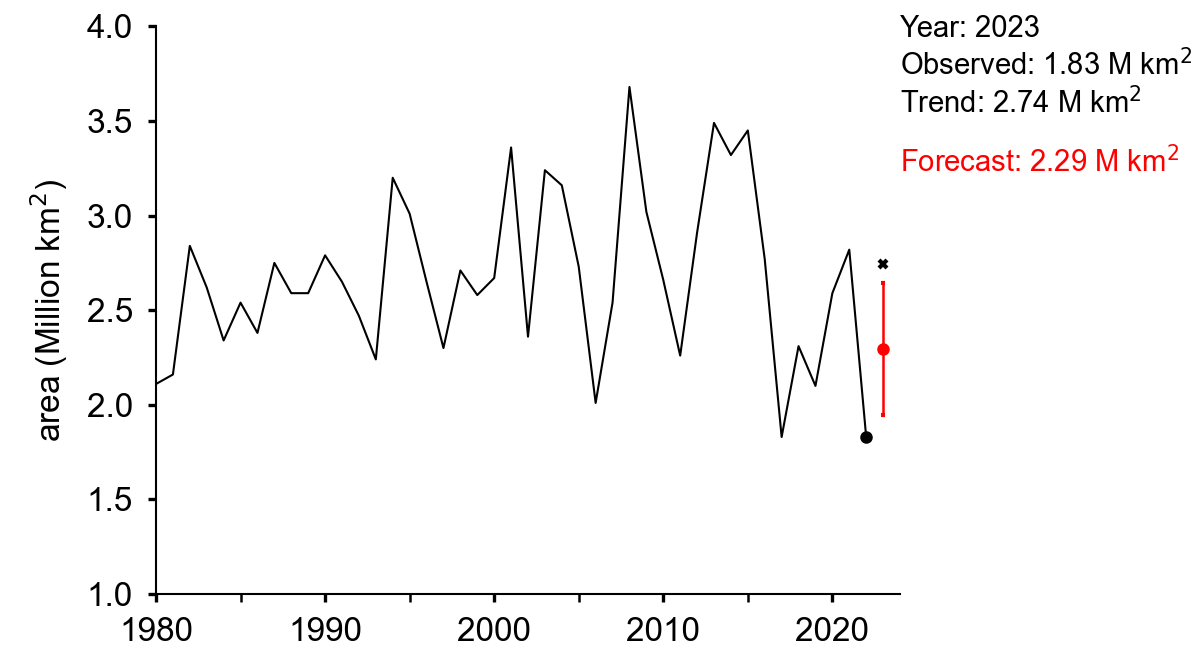 Year: 2023
Observed: 1.83 M km²
Trend: 2.74 M km²
Forecast: 2.29 M km²
area (Million km²)
4.0
3.5
3.0
2.5
2.0
1.5
1.0
1980 1990 2000 2010 2020